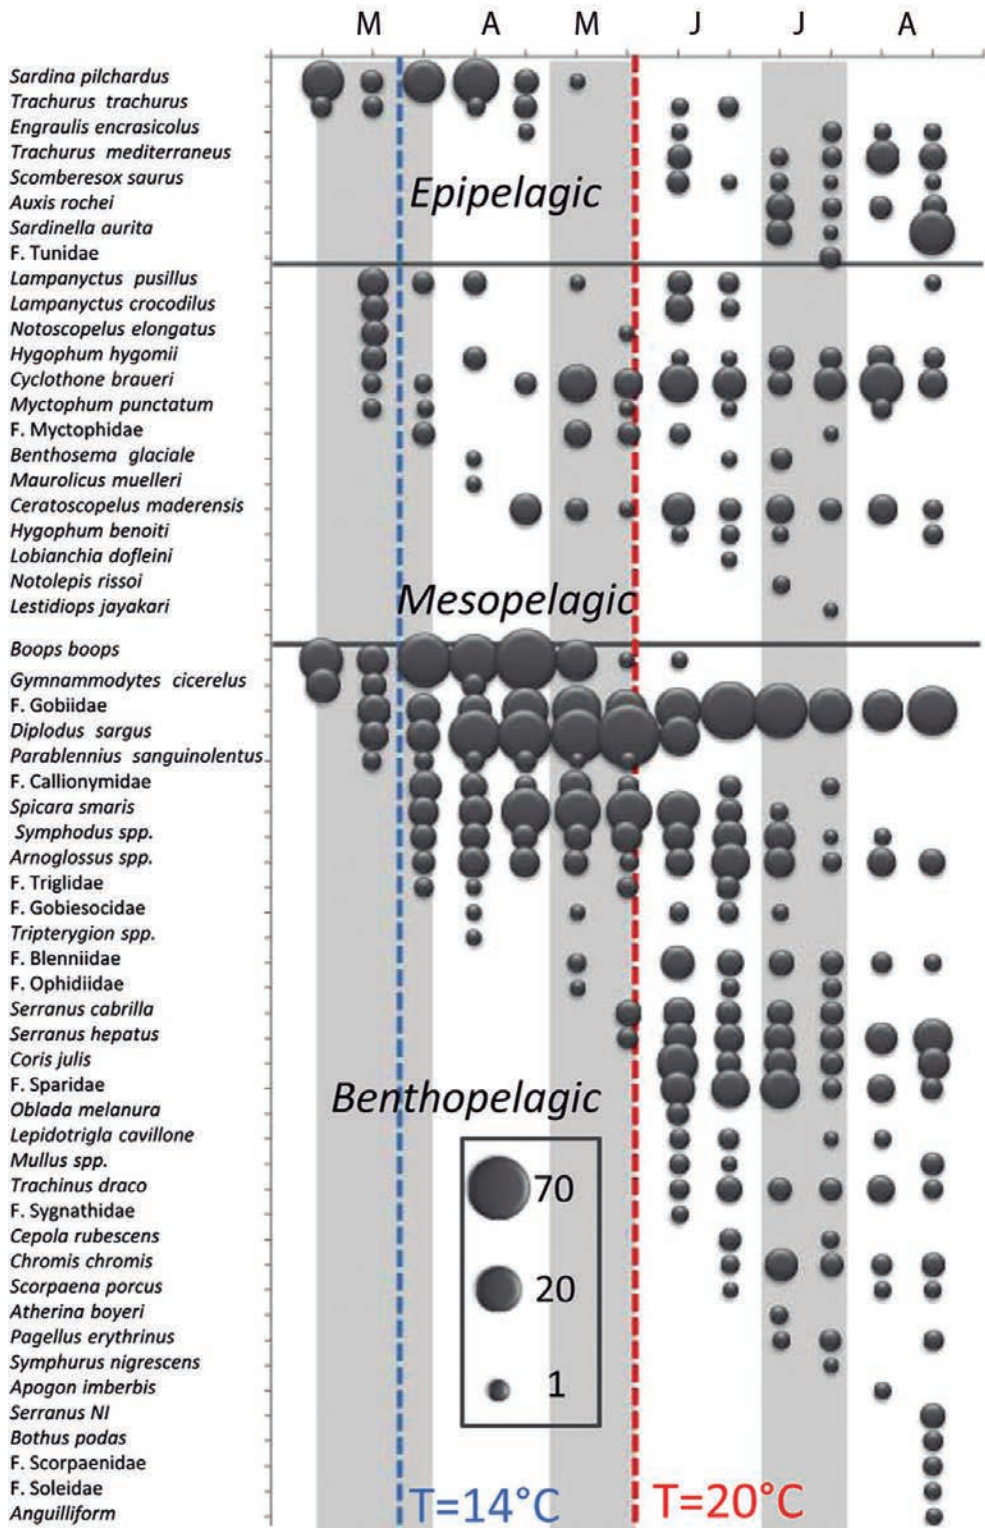 M A M J J A
Sardina pilchardus
Trachurus trachurus
Engraulis encrasicolus
Trachurus mediterraneus
Scomberesox saurus
Epipelagic
Auxis rochei
Sardinella aurita
F. Tunidae
Lampanyctus pusillus
Lampanyctus crocodilus
Notoscopelus elongatus
Hygophum hygomii
Cyclothone braueri
Myctophum punctatum
F. Myctophidae
Benthosema glaciale
Maurolicus muelleri
Ceratoscopelus maderensis
Hygophum benoiti
Lobianchia dofleini
Notolepis rissoi
Mesopelagic
Lestidiops jayakari
Boops boops
Gymnammodytes cicerelus
F. Gobiidae
Diplodus sargus
Parablennius sanguinolentus
F. Callionymidae
Spicara smaris
Symphodus spp.
Arnoglossus spp.
F. Triglidae
F. Gobiesocidae
Tripterygion spp.
F. Blenniidae
F. Ophidiidae
Serranus cabrilla
Serranus hepatus
Coris julis
F. Sparidae
Benthopelagic
Oblada melanura
Lepidotrigla cavillone
Mullus spp.
Trachinus draco
70
F. Sygnathidae
Cepola rubescens
Chromis chromis
Scorpaena porcus
20
Atherina boyeri
Pagellus erythrinus
Symphurus nigrescens
Apogon imberbis
1
Serranus NI
Bothus podas
F. Scorpaenidae
F. Soleidae
Anguilliform
T=14°C T=20°C